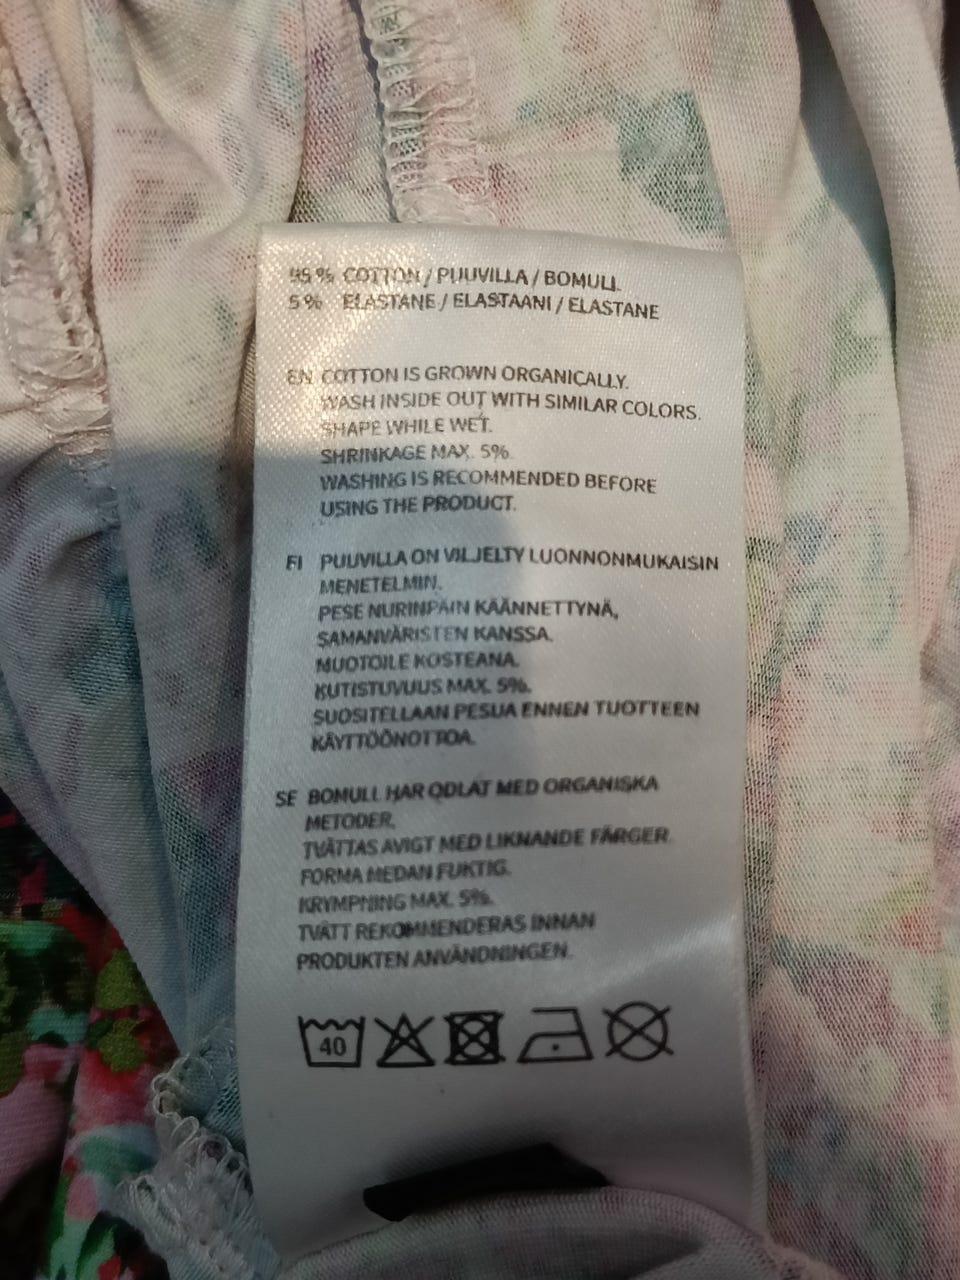 95 % COTTON / PUUVILLA / BOMULL
5 % ELASTANE / ELASTAANI / ELASTANE
EN COTTON IS GROWN ORGANICALLY.
WASH INSIDE OUT WITH SIMILAR COLORS.
SHAPE WHILE WET.
SHRINKAGE MAX. 5%.
WASHING IS RECOMMENDED BEFORE
USING THE PRODUCT.
FI PUUVILLA ON VILJELTY LUONNONMUKAISIN
MENETELMIN.
PESE NURINPÄIN KÄÄNNETTYNÄ,
SAMANVÄRISTEN KANSSA.
MUOTOILE KOSTEANA.
KUTISTUVUUS MAX. 5%.
SUOSITELLAAN PESUA ENNEN TUOTTEEN
KÄYTTÖÖNOTTOA.
SE BOMULL HAR ODLAT MED ORGANISKA
METODER.
TVÄTTAS AVIGT MED LIKNANDE FÄRGER.
FORMA MEDAN FUKTIG.
KRYMPNING MAX. 5%.
TVÄTT REKOMMENDERAS INNAN
PRODUKTEN ANVÄNDNINGEN.
40